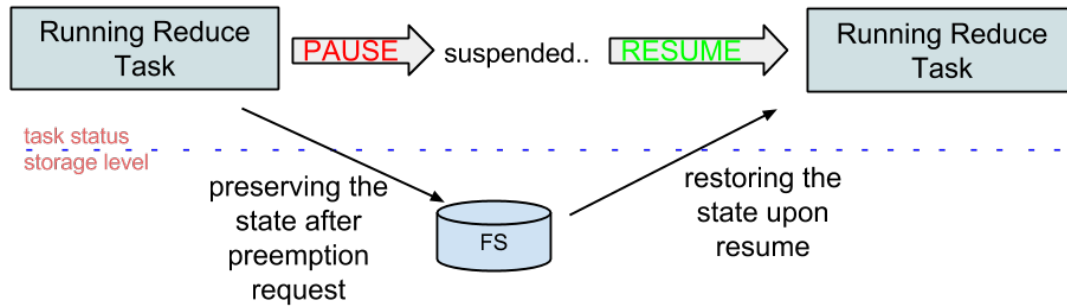 Running Reduce
Task
PAUSE
suspended..
RESUME
Running Reduce
Task
task status
storage level
preserving the
state after
preemption
request
FS
restoring the
state upon
resume